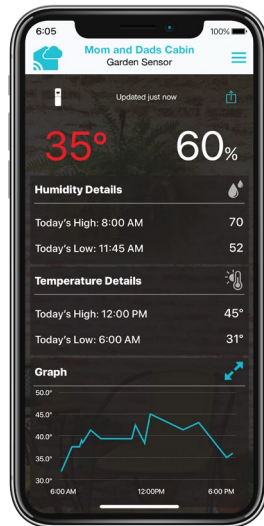 6:05 100%
Mom and Dads Cabin
Garden Sensor
Updated just now
35° 60%
Humidity Details
Today's High: 8:00 AM 70
Today's Low: 11:45 AM 52
Temperature Details
Today's High: 12:00 PM 45°
Today's Low: 6:00 AM 31°
Graph
50.0°
45.0°
40.0°
35.0°
30.0°
6:00 AM 12:00PM 6:00 PM